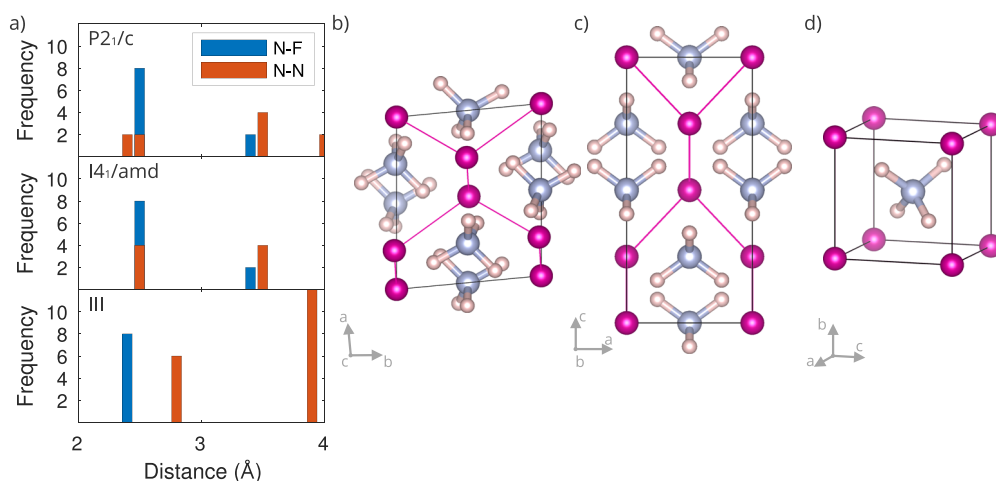 a)
P2₁/c
N-F
N-N
Frequency
10
8
6
4
2
I4₁/amd
Frequency
10
8
6
4
2
III
Frequency
10
8
6
4
2
2
3
4
Distance (Å)
b)
a
c
b
c)
c
b
a
d)
b
a
c